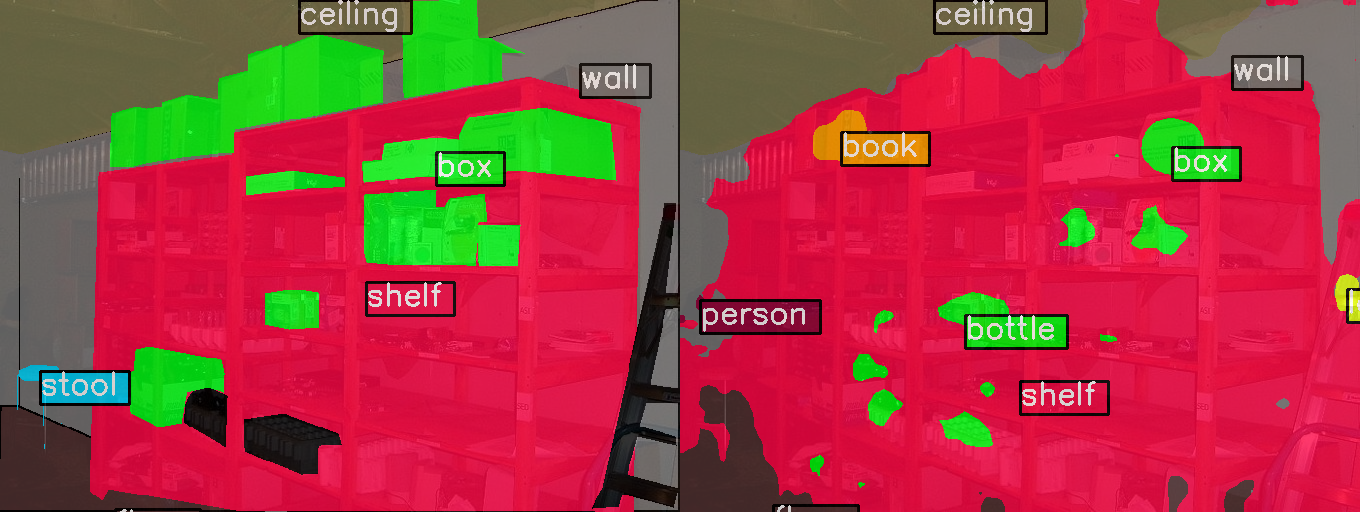 ceiling
wall
box
shelf
stool
ceiling
wall
book
box
person
bottle
shelf